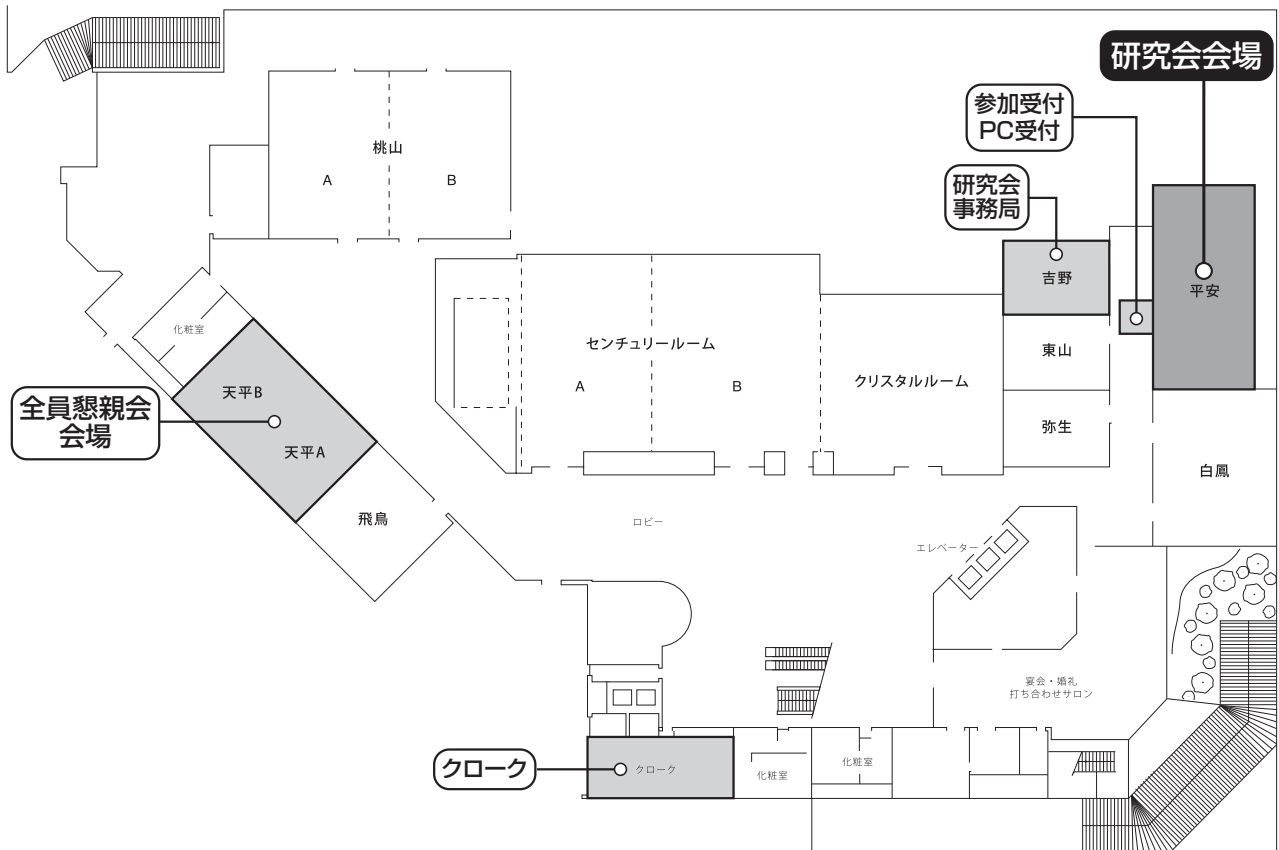 研究会会場
参加受付
PC受付
研究会
事務局
桃山
A
B
吉野
平安
東山
弥生
白鳳
化粧室
センチュリールーム
A
B
クリスタルルーム
全員懇親会
会場
天平B
天平A
飛鳥
ロビー
エレベーター
宴会・婚礼
打ち合わせサロン
クローク
クローク
化粧室
化粧室